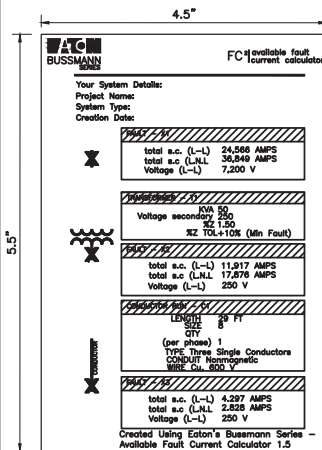 4.5"
5.5"
EATON
BUSSMANN
SERIES
FC² available fault
current calculator
Your System Details:
Project Name:
System Type:
Creation Date:
FAULT - X1
total s.c. (L-L) 24,566 AMPS
total s.c (L.N.L 36,849 AMPS
Voltage (L-L) 7,200 V
TRANSFORMER - T1
KVA 50
Voltage secondary 250
%Z 1.50
%Z TOL+10% (Min Fault)
FAULT - X2
total s.c. (L-L) 11,917 AMPS
total s.c (L.N.L 17,876 AMPS
Voltage (L-L) 250 V
CONDUCTOR RUN - C1
LENGTH 29 FT
SIZE 8
QTY
(per phase) 1
TYPE Three Single Conductors
CONDUIT Nonmagnetic
WIRE Cu. 600 V
CONDUCTOR
FAULT - X3
total s.c. (L-L) 4.297 AMPS
total s.c (L.N.L 2.828 AMPS
Voltage (L-L) 250 V
Created Using Eaton's Bussmann Series -
Available Fault Current Calculator 1.5